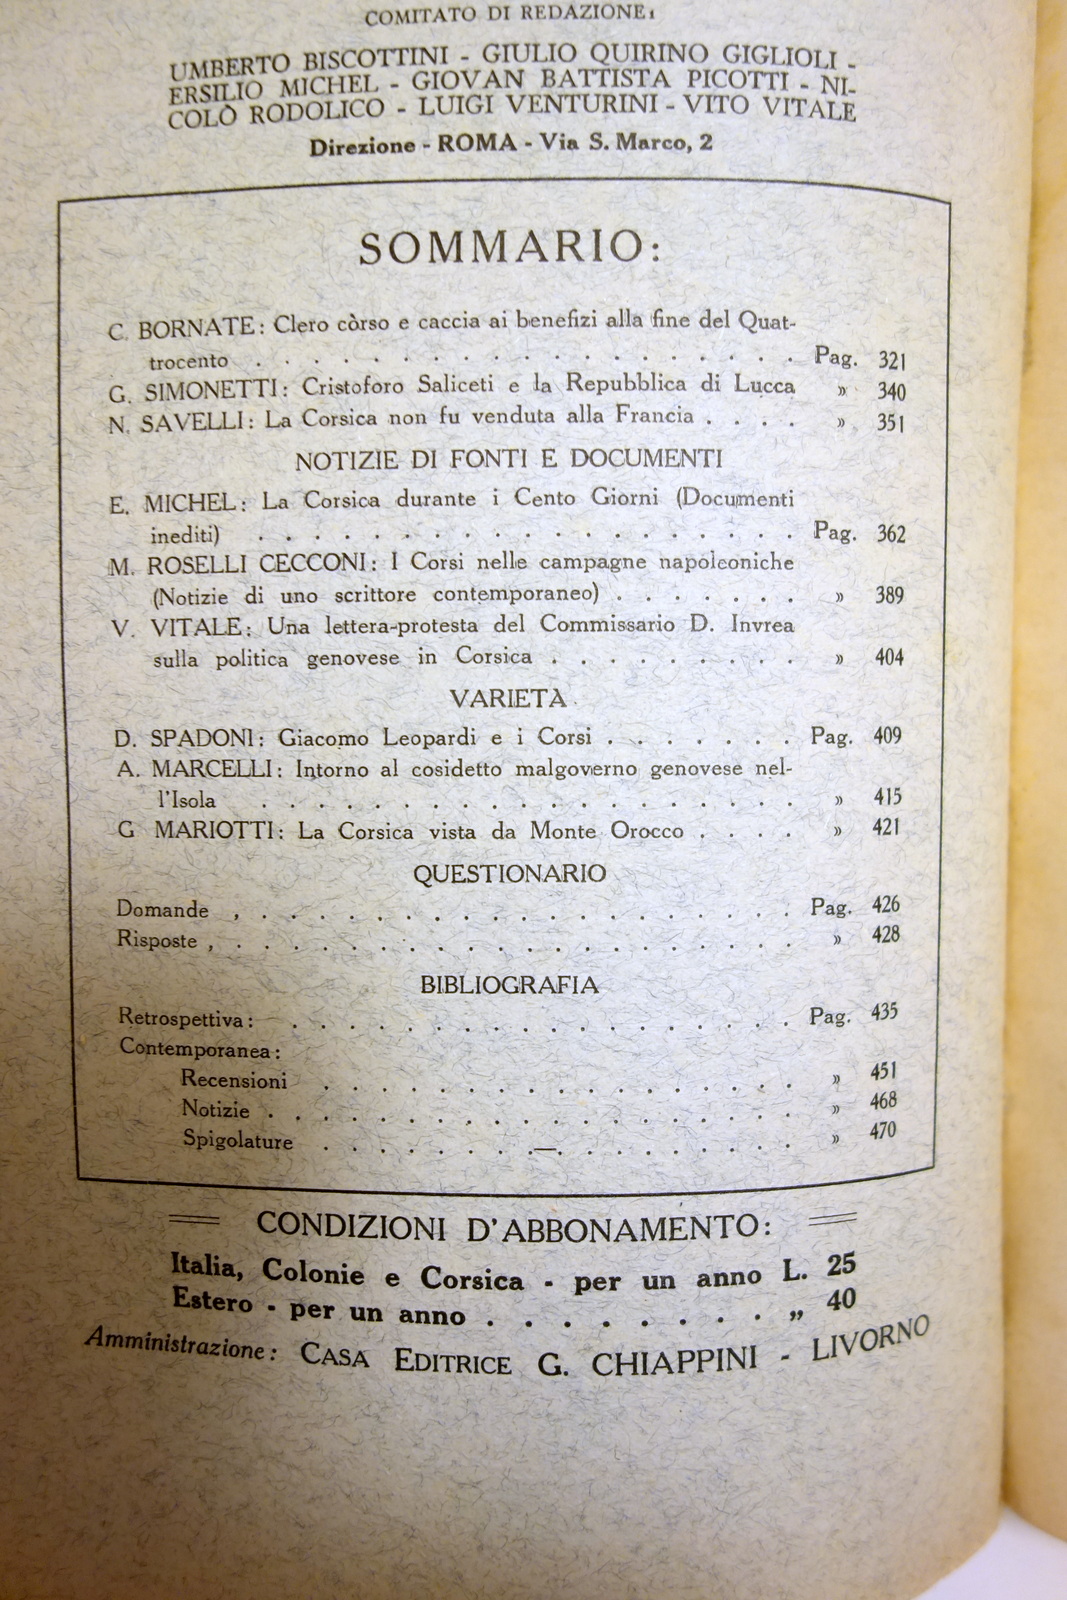 COMITATO DI REDAZIONE:
UMBERTO BISCOTTINI - GIULIO QUIRINO GIGLIOLI -
ERSILIO MICHEL - GIOVAN BATTISTA PICOTTI - NI-
COLÒ RODOLICO - LUIGI VENTURINI - VITO VITALE
Direzione - ROMA - Via S. Marco, 2
SOMMARIO:
C. BORNATE: Clero còrso e caccia ai benefizi alla fine del Quat-
trocento . . . . . . . . . . . . . . . . . Pag. 321
G. SIMONETTI: Cristoforo Saliceti e la Repubblica di Lucca » 340
N. SAVELLI: La Corsica non fu venduta alla Francia . . . . » 351
NOTIZIE DI FONTI E DOCUMENTI
E. MICHEL: La Corsica durante i Cento Giorni (Documenti
inediti) . . . . . . . . . . . . . . . . . Pag. 362
M. ROSELLI CECCONI: I Corsi nelle campagne napoleoniche
(Notizie di uno scrittore contemporaneo) . . . . . . . » 389
V. VITALE: Una lettera-protesta del Commissario D. Invrea
sulla politica genovese in Corsica . . . . . . . . . » 404
VARIETÀ
D. SPADONI: Giacomo Leopardi e i Corsi . . . . . . . Pag. 409
A. MARCELLI: Intorno al cosidetto malgoverno genovese nel-
l'Isola . . . . . . . . . . . . . . . . . . . » 415
G MARIOTTI: La Corsica vista da Monte Orocco . . . . » 421
QUESTIONARIO
Domande , . . . . . . . . . . . . . . . . . . . Pag. 426
Risposte , . . . . . . . . . . . . . . . . . . . » 428
BIBLIOGRAFIA
Retrospettiva: . . . . . . . . . . . . . . . . . . Pag. 435
Contemporanea:
Recensioni . . . . . . . . . . . . . . . . » 451
Notizie . . . . . . . . . . . . . . . . . . » 468
Spigolature . . . . . . . . . . . . . . . . » 470
CONDIZIONI D'ABBONAMENTO:
Italia, Colonie e Corsica - per un anno L. 25
Estero - per un anno . . . . . . . . „ 40
Amministrazione: CASA EDITRICE G. CHIAPPINI - LIVORNO